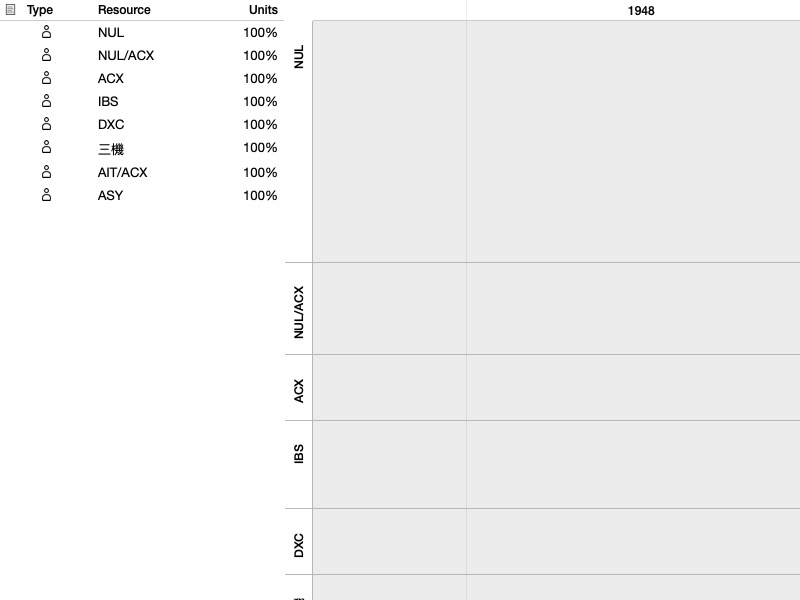 Type Resource Units
NUL 100%
NUL/ACX 100%
ACX 100%
IBS 100%
DXC 100%
三機 100%
AIT/ACX 100%
ASY 100%
1948
NUL
NUL/ACX
ACX
IBS
DXC